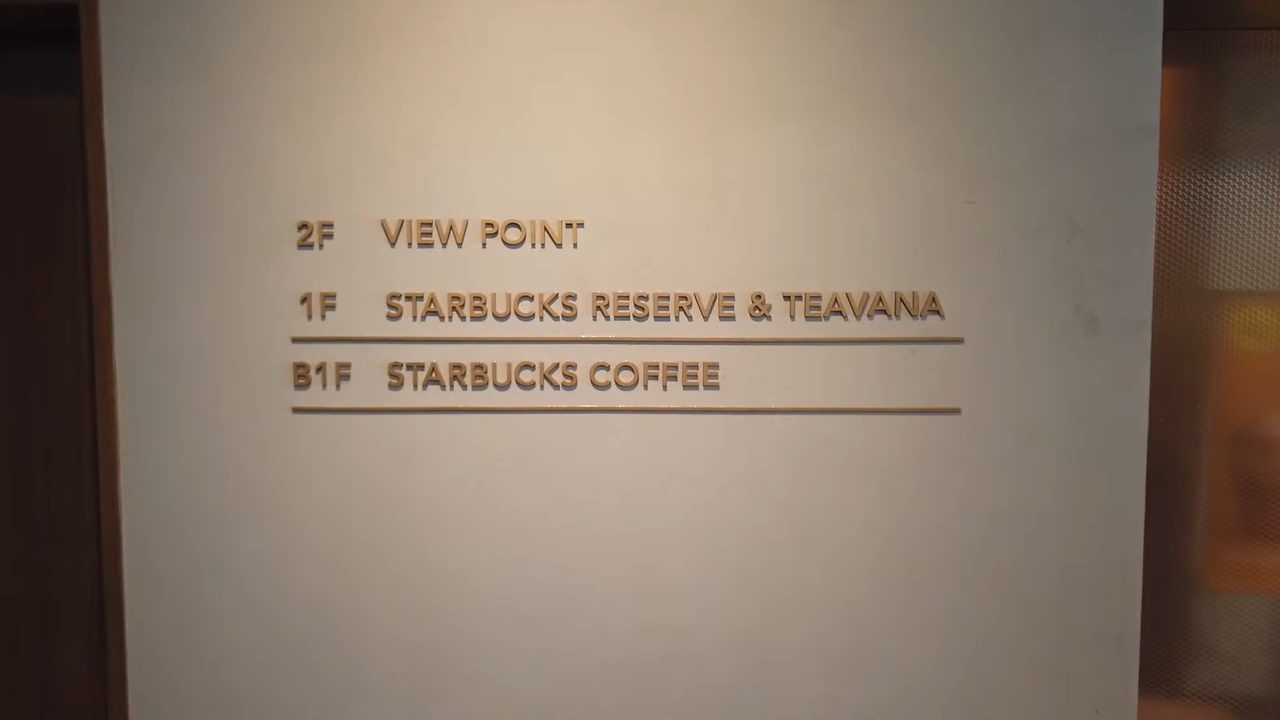 2F VIEW POINT
1F STARBUCKS RESERVE & TEAVANA
B1F STARBUCKS COFFEE